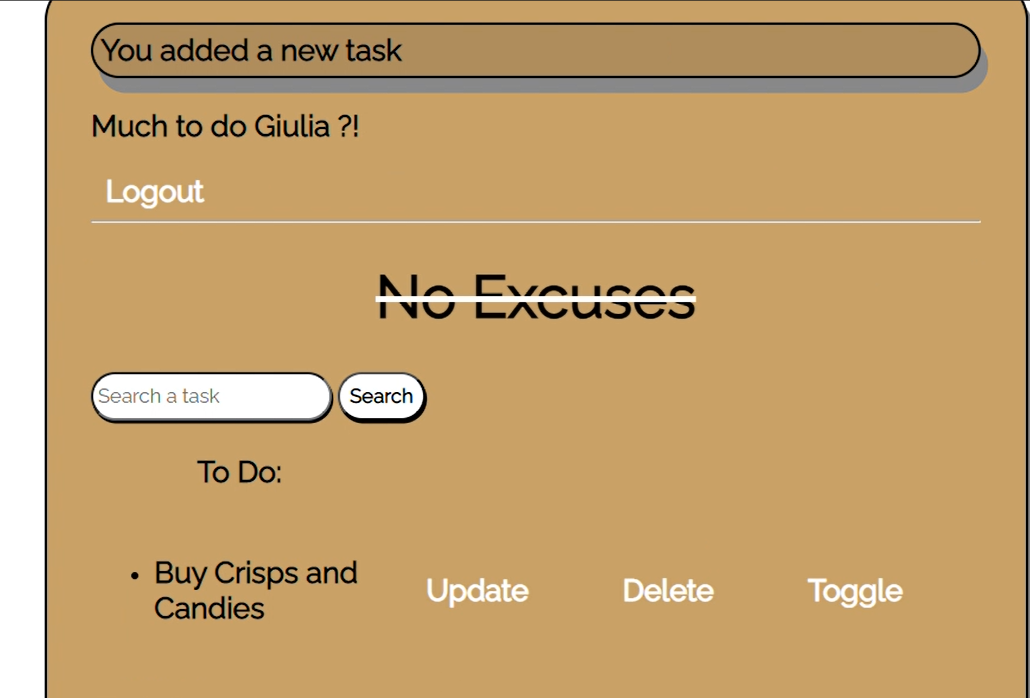 You added a new task
Much to do Giulia ?!
Logout
No Excuses
Search a task Search
To Do:
Buy Crisps and
Candies
Update Delete Toggle